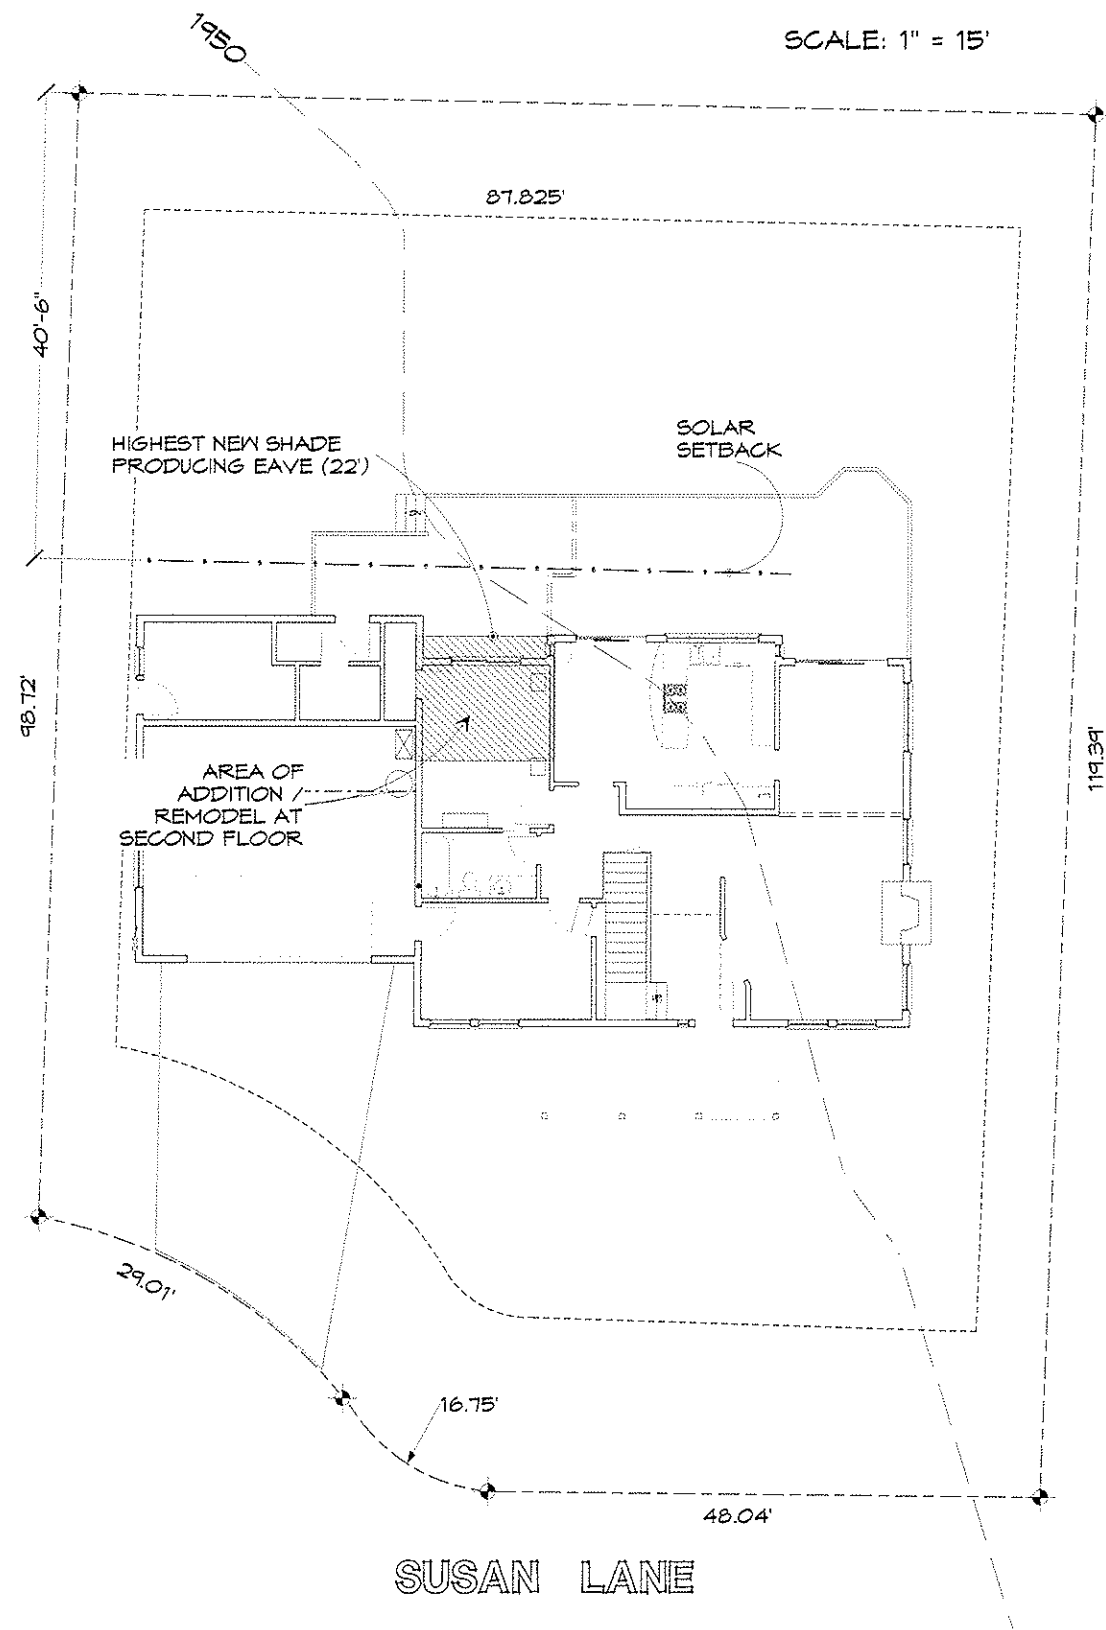 1950
SCALE: 1" = 15'
87.825'
40'-6"
HIGHEST NEW SHADE
PRODUCING EAVE (22')
SOLAR
SETBACK
98.72'
119.39'
AREA OF
ADDITION /
REMODEL AT
SECOND FLOOR
29.07'
16.75'
48.04'
SUSAN LANE